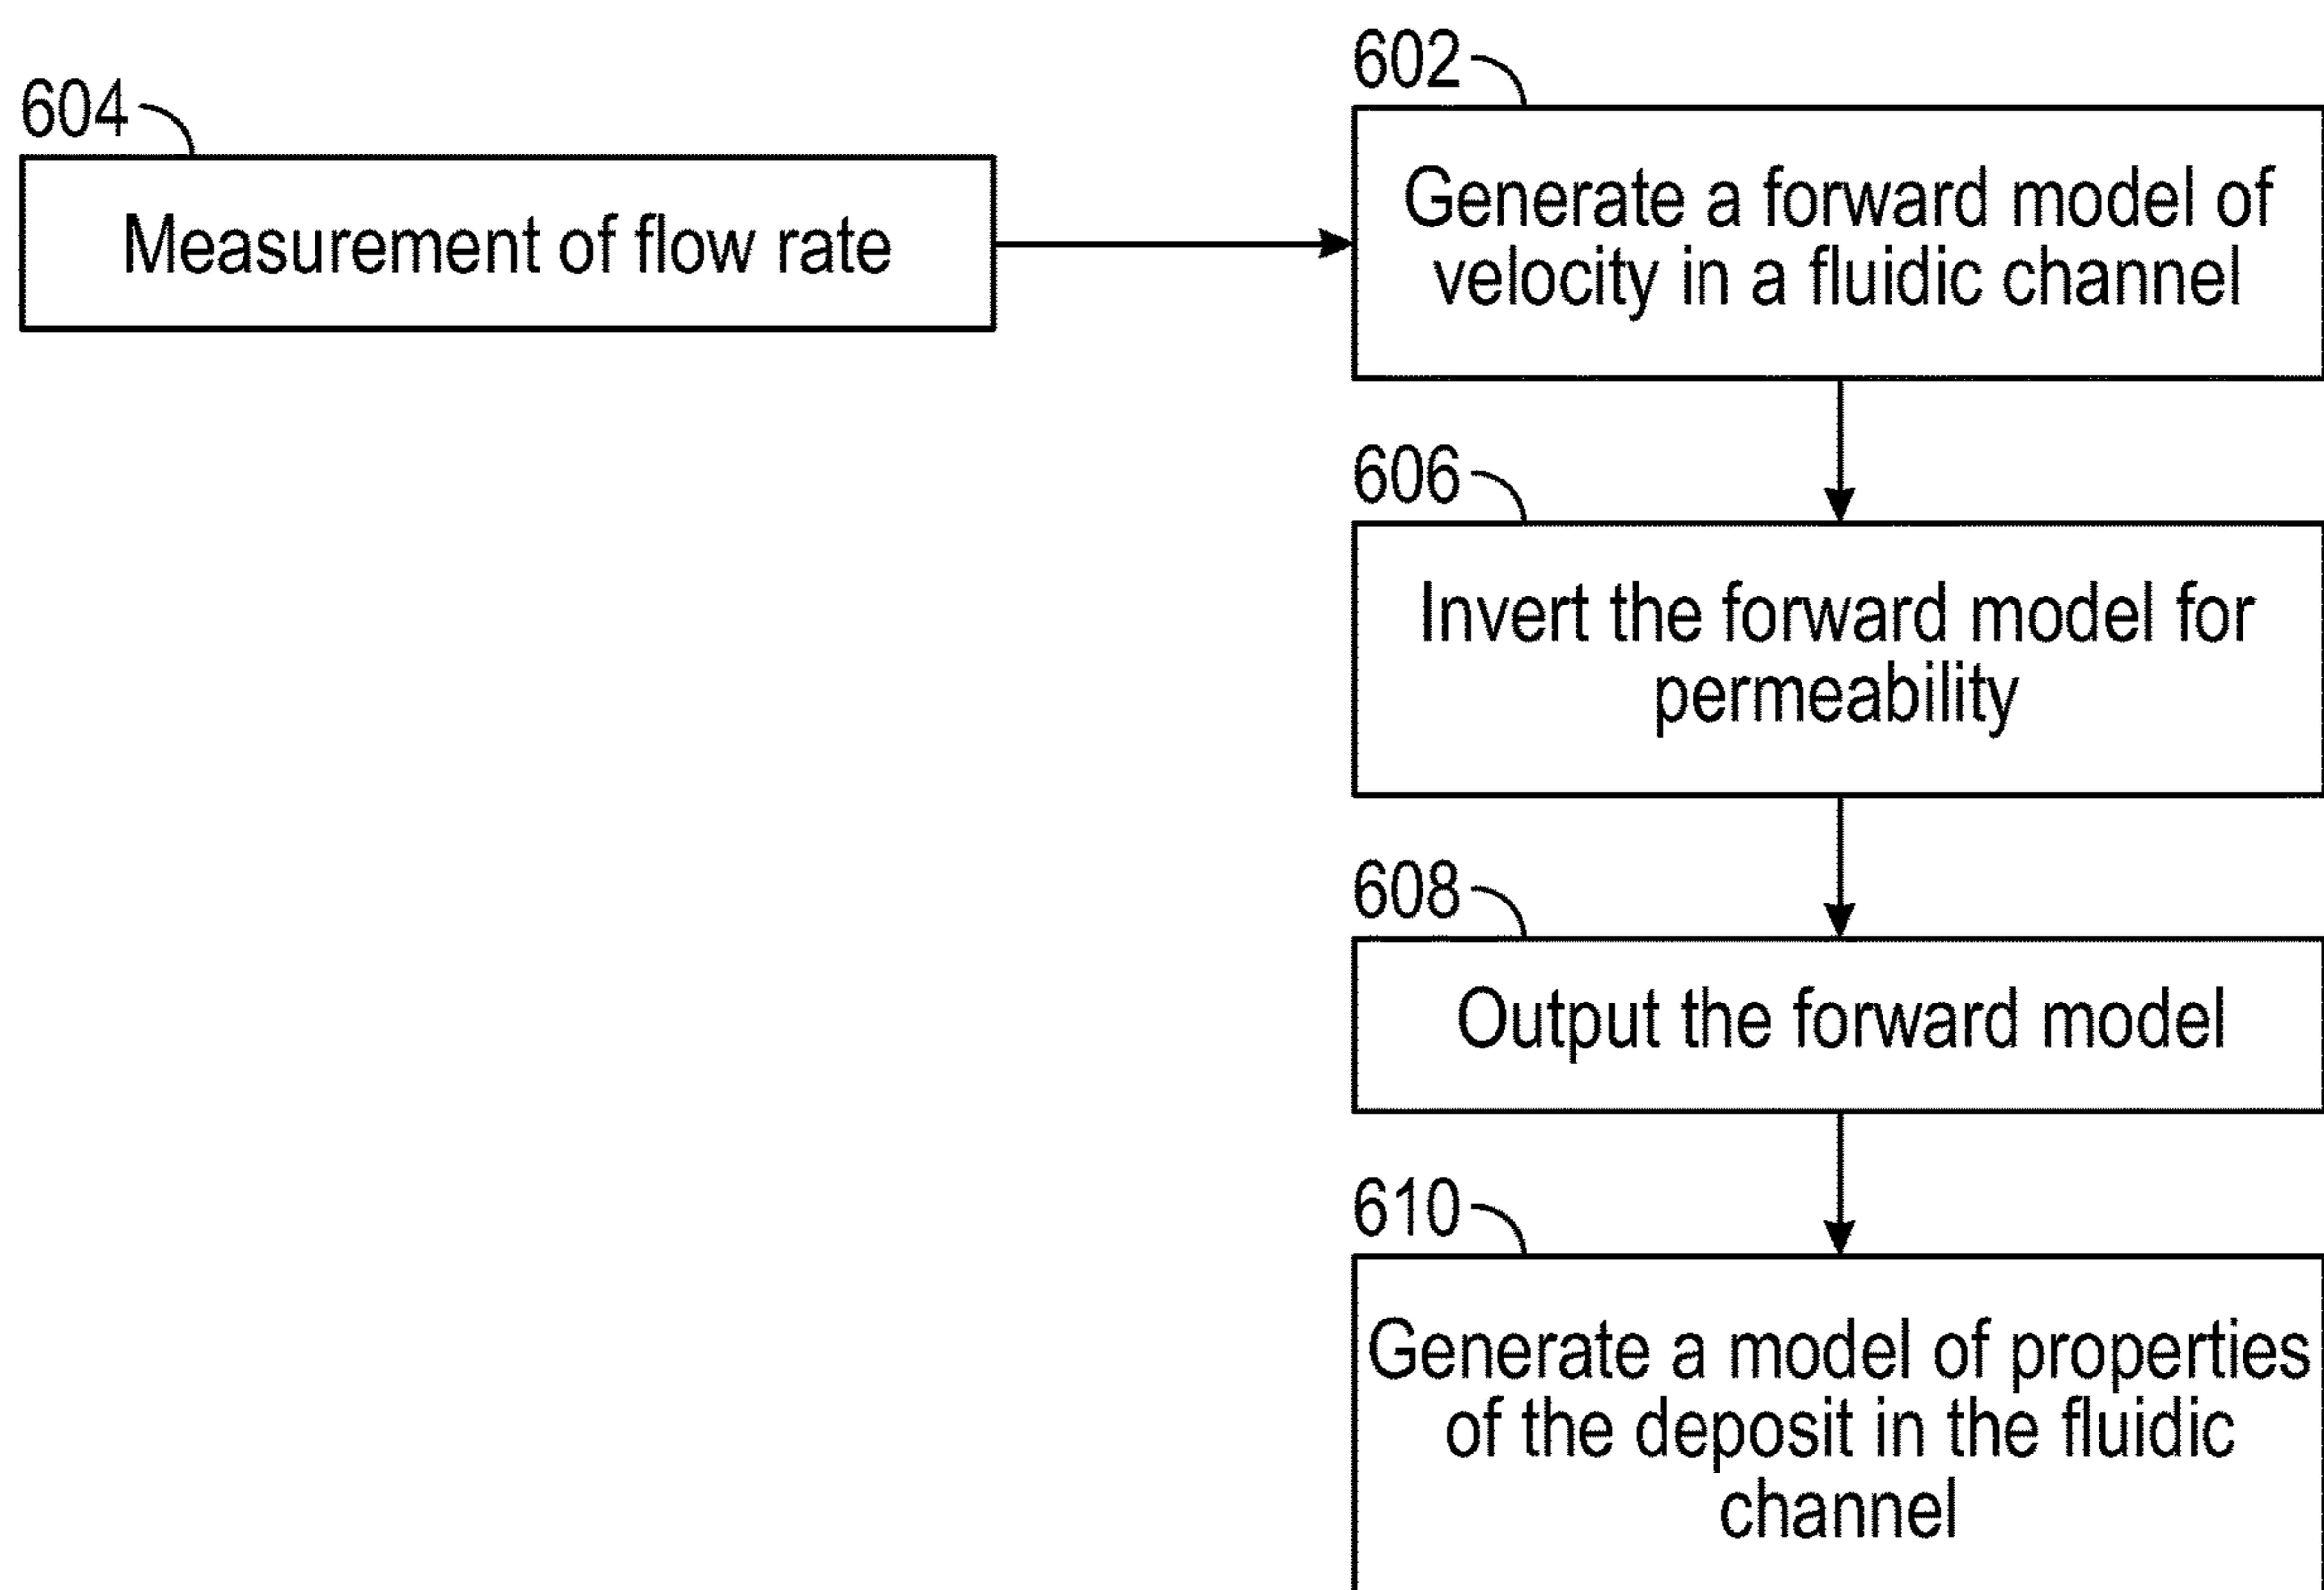 604
Measurement of flow rate
602
Generate a forward model of
velocity in a fluidic channel
606
Invert the forward model for
permeability
608
Output the forward model
610
Generate a model of properties
of the deposit in the fluidic
channel